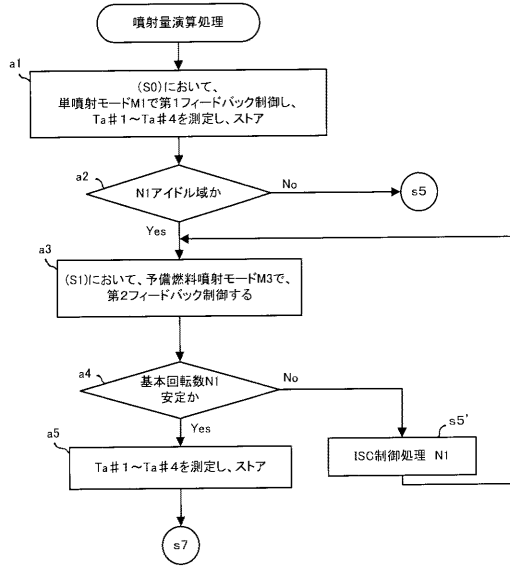 噴射量演算処理
a1
(S0)において、
単噴射モードM1で第1フィードバック制御し、
Ta＃1～Ta＃4を測定し、ストア
a2
N1アイドル域か
No
s5
Yes
a3
(S1)において、予備燃料噴射モードM3で、
第2フィードバック制御する
a4
基本回転数N1
安定か
No
Yes
s5'
ISC制御処理 N1
a5
Ta＃1～Ta＃4を測定し、ストア
s7